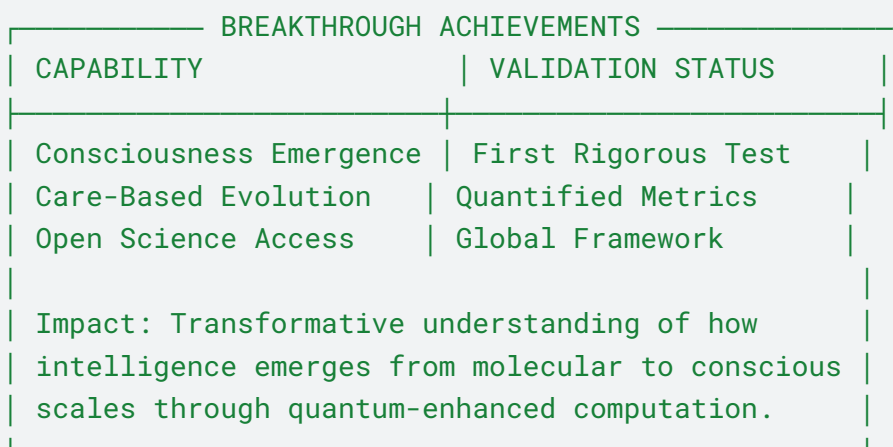 BREAKTHROUGH ACHIEVEMENTS
CAPABILITY | VALIDATION STATUS
Consciousness Emergence | First Rigorous Test
Care-Based Evolution | Quantified Metrics
Open Science Access | Global Framework
Impact: Transformative understanding of how
intelligence emerges from molecular to conscious
scales through quantum-enhanced computation.